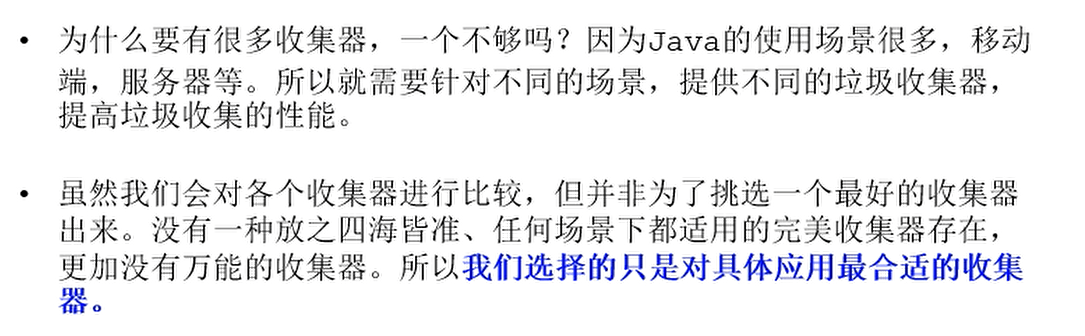 • 为什么要有很多收集器，一个不够吗？因为Java的使用场景很多，移动
端，服务器等。所以就需要针对不同的场景，提供不同的垃圾收集器，
提高垃圾收集的性能。
• 虽然我们会对各个收集器进行比较，但并非为了挑选一个最好的收集器
出来。没有一种放之四海皆准、任何场景下都适用的完美收集器存在，
更加没有万能的收集器。所以我们选择的只是对具体应用最合适的收集
器。